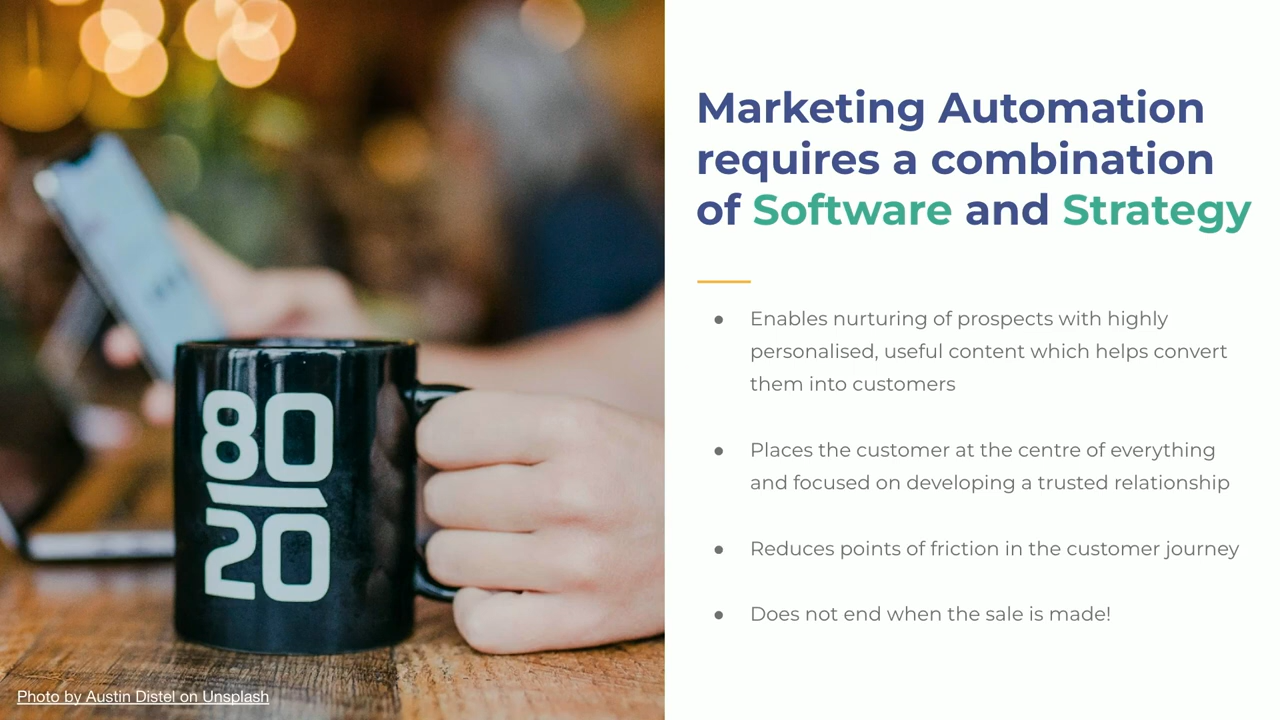 80
20
Photo by Austin Distel on Unsplash
Marketing Automation
requires a combination
of Software and Strategy
● Enables nurturing of prospects with highly
personalised, useful content which helps convert
them into customers
● Places the customer at the centre of everything
and focused on developing a trusted relationship
● Reduces points of friction in the customer journey
● Does not end when the sale is made!